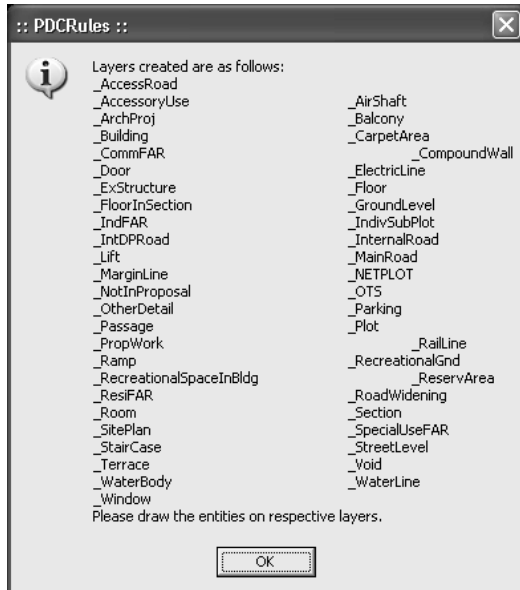 :: PDCRules ::
Layers created are as follows:
_AccessRoad
_AccessoryUse _AirShaft
_ArchProj _Balcony
_Building _CarpetArea
_CommFAR _CompoundWall
_Door _ElectricLine
_ExStructure _Floor
_FloorInSection _GroundLevel
_IndFAR _IndivSubPlot
_IntDPRoad _InternalRoad
_Lift _MainRoad
_MarginLine _NETPLOT
_NotInProposal _OTS
_OtherDetail _Parking
_Passage _Plot
_PropWork _RailLine
_Ramp _RecreationalGnd
_RecreationalSpaceInBldg _ReservArea
_ResiFAR _RoadWidening
_Room _Section
_SitePlan _SpecialUseFAR
_StairCase _StreetLevel
_Terrace _Void
_WaterBody _WaterLine
_Window
Please draw the entities on respective layers.
OK